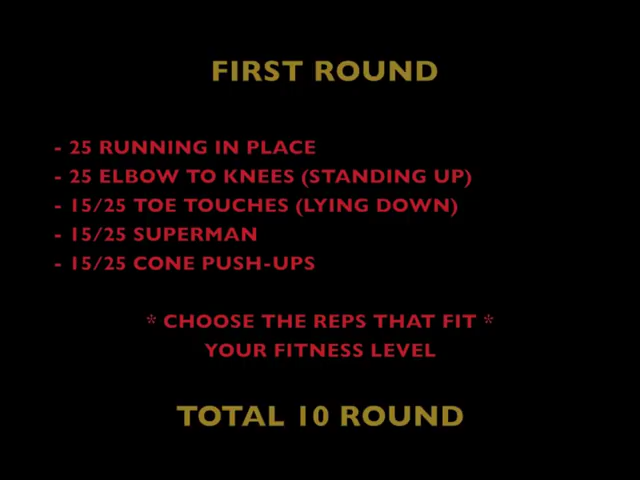 FIRST ROUND
- 25 RUNNING IN PLACE
- 25 ELBOW TO KNEES (STANDING UP)
- 15/25 TOE TOUCHES (LYING DOWN)
- 15/25 SUPERMAN
- 15/25 CONE PUSH-UPS
* CHOOSE THE REPS THAT FIT *
YOUR FITNESS LEVEL
TOTAL 10 ROUND